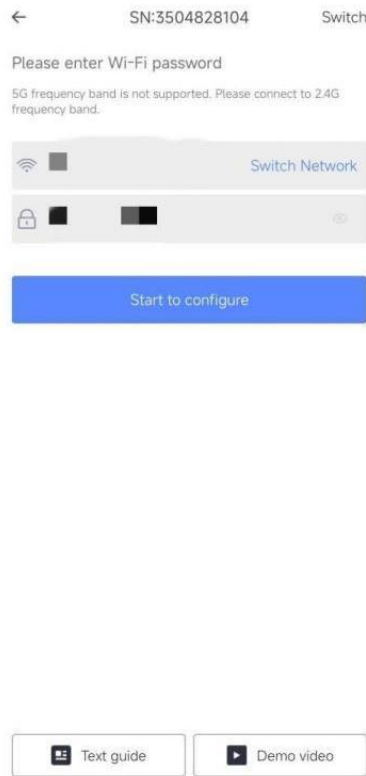 SN:3504828104 Switch
Please enter Wi-Fi password
5G frequency band is not supported. Please connect to 2.4G
frequency band.
Switch Network
Start to configure
Text guide Demo video